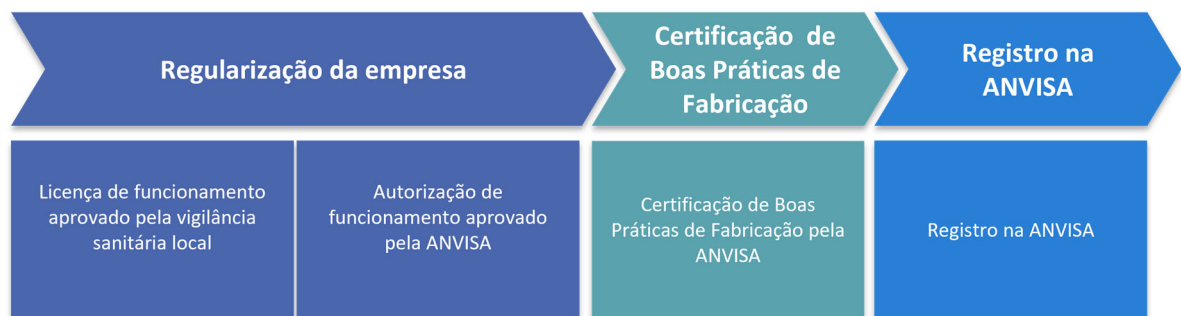 Regularização da empresa
Certificação de
Boas Práticas de
Fabricação
Registro na
ANVISA
Licença de funcionamento
aprovado pela vigilância
sanitária local
Autorização de
funcionamento aprovado
pela ANVISA
Certificação de Boas
Práticas de Fabricação pela
ANVISA
Registro na ANVISA